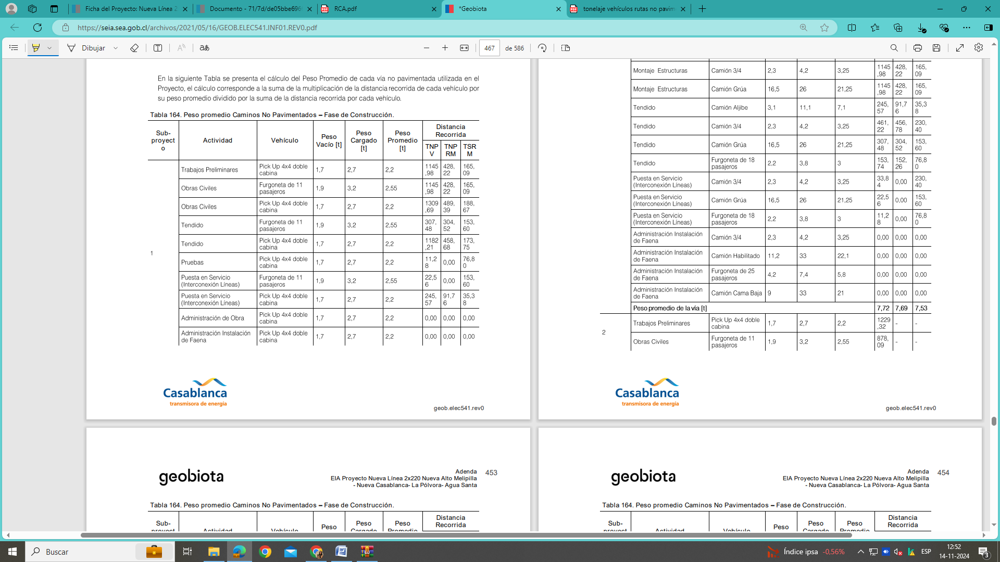 Ficha del Proyecto: Nueva Línea 2
Documento - 71/7d/de05bbe696
RCA.pdf
*Geobiota
tonelaje vehículos rutas no pavim
https://seia.sea.gob.cl/archivos/2021/05/16/GEOB.ELEC541.INF01.REV0.pdf
Dibujar
467 de 586
En la siguiente Tabla se presenta el cálculo del Peso Promedio de cada vía no pavimentada utilizada en el
Proyecto, el cálculo corresponde a la suma de la multiplicación de la distancia recorrida de cada vehículo por
su peso promedio dividido por la suma de la distancia recorrida por cada vehículo.
Tabla 164. Peso promedio Caminos No Pavimentados – Fase de Construcción.
Sub-proyecto Actividad Vehículo Peso Vacío [t] Peso Cargado [t] Peso Promedio [t] Distancia Recorrida
TNPV TNPRM TSRM
1
Trabajos Preliminares Pick Up 4x4 doble cabina 1,7 2,7 2,2 1145,98 428,22 165,09
Obras Civiles Furgoneta de 11 pasajeros 1,9 3,2 2,55 1145,98 428,22 165,09
Obras Civiles Pick Up 4x4 doble cabina 1,7 2,7 2,2 1309,69 489,39 188,67
Tendido Furgoneta de 11 pasajeros 1,9 3,2 2,55 307,48 304,52 153,60
Tendido Pick Up 4x4 doble cabina 1,7 2,7 2,2 1182,21 458,68 173,75
Pruebas Pick Up 4x4 doble cabina 1,7 2,7 2,2 11,28 0,00 76,80
Puesta en Servicio (Interconexión Líneas) Furgoneta de 11 pasajeros 1,9 3,2 2,55 22,56 0,00 153,60
Puesta en Servicio (Interconexión Líneas) Pick Up 4x4 doble cabina 1,7 2,7 2,2 245,57 91,76 35,38
Administración de Obra Pick Up 4x4 doble cabina 1,7 2,7 2,2 0,00 0,00 0,00
Administración Instalación de Faena Pick Up 4x4 doble cabina 1,7 2,7 2,2 0,00 0,00 0,00
Casablanca
transmisora de energía
geob.elec541.rev0
Montaje Estructuras Camión 3/4 2,3 4,2 3,25 1145,98 428,22 165,09
Montaje Estructuras Camión Grúa 16,5 26 21,25 1145,98 428,22 165,09
Tendido Camión Aljibe 3,1 11,1 7,1 245,57 91,76 35,38
Tendido Camión 3/4 2,3 4,2 3,25 461,22 456,78 230,40
Tendido Camión Grúa 16,5 26 21,25 307,48 304,52 153,60
Tendido Furgoneta de 18 pasajeros 2,2 3,8 3 153,74 152,26 76,80
Puesta en Servicio (Interconexión Líneas) Camión 3/4 2,3 4,2 3,25 33,84 0,00 230,40
Puesta en Servicio (Interconexión Líneas) Camión Grúa 16,5 26 21,25 22,56 0,00 153,60
Puesta en Servicio (Interconexión Líneas) Furgoneta de 18 pasajeros 2,2 3,8 3 11,28 0,00 76,80
Administración Instalación de Faena Camión 3/4 2,3 4,2 3,25 0,00 0,00 0,00
Administración Instalación de Faena Camión Habilitado 11,2 33 22,1 0,00 0,00 0,00
Administración Instalación de Faena Furgoneta de 25 pasajeros 4,2 7,4 5,8 0,00 0,00 0,00
Administración Instalación de Faena Camión Cama Baja 9 33 21 0,00 0,00 0,00
Peso promedio de la vía [t] 7,72 7,69 7,53
2
Trabajos Preliminares Pick Up 4x4 doble cabina 1,7 2,7 2,2 1229,32 - -
Obras Civiles Furgoneta de 11 pasajeros 1,9 3,2 2,55 878,09 - -
Casablanca
transmisora de energía
geob.elec541.rev0
geobiota
Adenda 453
EIA Proyecto Nueva Línea 2x220 Nueva Alto Melipilla
- Nueva Casablanca- La Pólvora- Agua Santa
Tabla 164. Peso promedio Caminos No Pavimentados – Fase de Construcción.
Sub-proyect Actividad Vehículo Peso Peso Cargado Peso Promedio Distancia Recorrida
geobiota
Adenda 454
EIA Proyecto Nueva Línea 2x220 Nueva Alto Melipilla
- Nueva Casablanca- La Pólvora- Agua Santa
Tabla 164. Peso promedio Caminos No Pavimentados – Fase de Construcción.
Sub-proyect Actividad Vehículo Peso Peso Cargado Peso Promedio Distancia Recorrida
Buscar
Índice ipsa -0,56%
ESP
12:52
14-11-2024
3